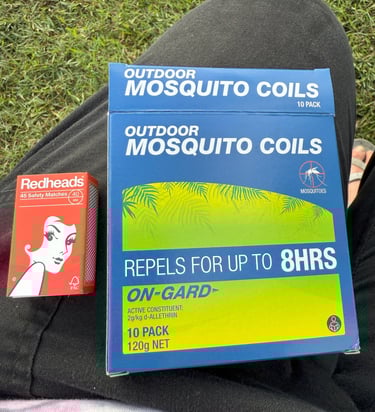 OUTDOOR
MOSQUITO COILS
10 PACK
OUTDOOR
MOSQUITO COILS
MOSQUITOES
REPELS FOR UP TO 8HRS
ON-GARD
ACTIVE CONSTITUENT:
2g/kg d-ALLETHRIN
10 PACK
120g NET
Redheads
45 Safety Matches
FSC